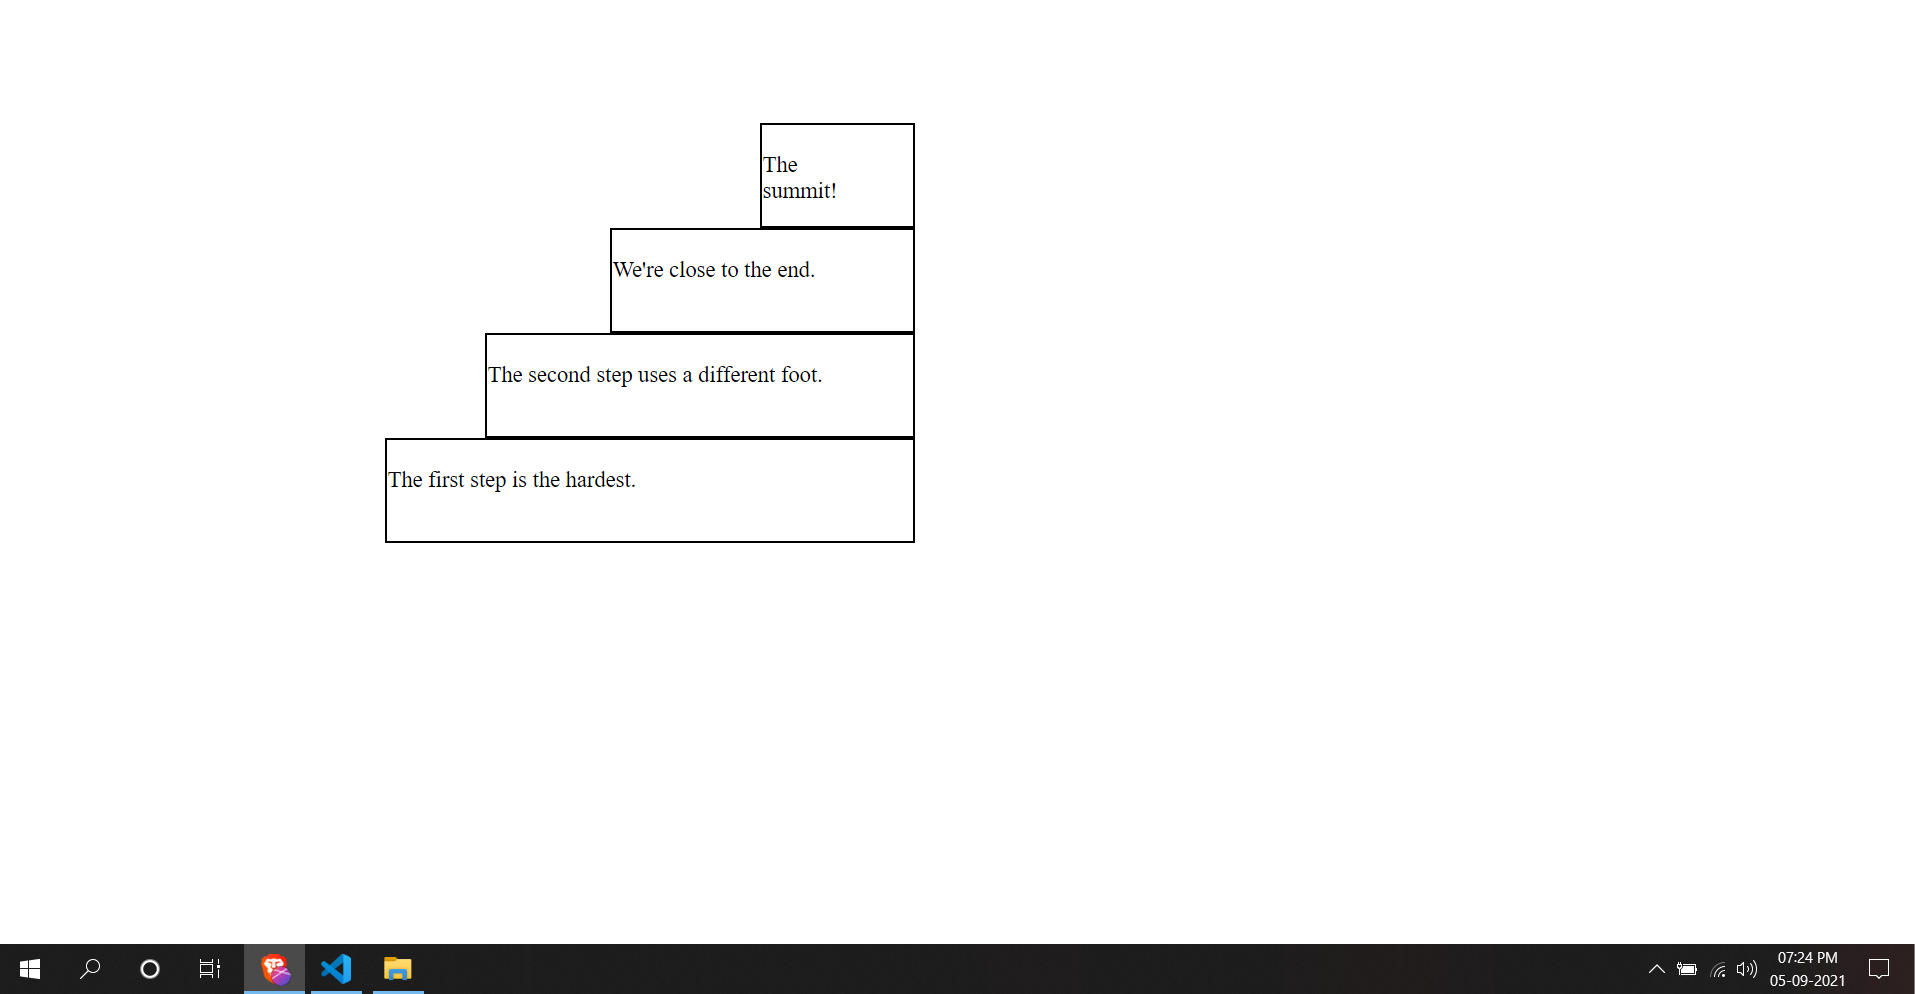 The
summit!
We're close to the end.
The second step uses a different foot.
The first step is the hardest.
07:24 PM
05-09-2021